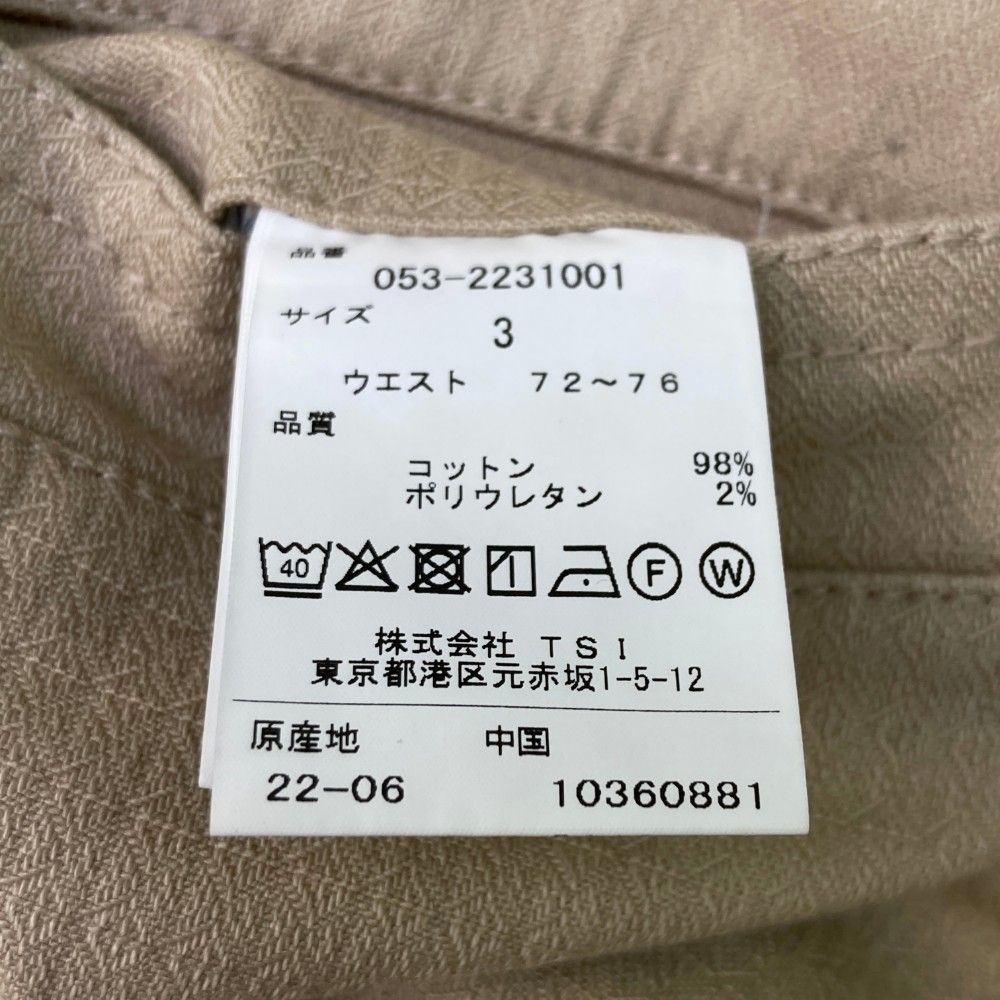 品番
053-2231001
サイズ
3
ウエスト 72～76
品質
コットン 98%
ポリウレタン 2%
40 F W
株式会社 TSI
東京都港区元赤坂1-5-12
原産地 中国
22-06 10360881